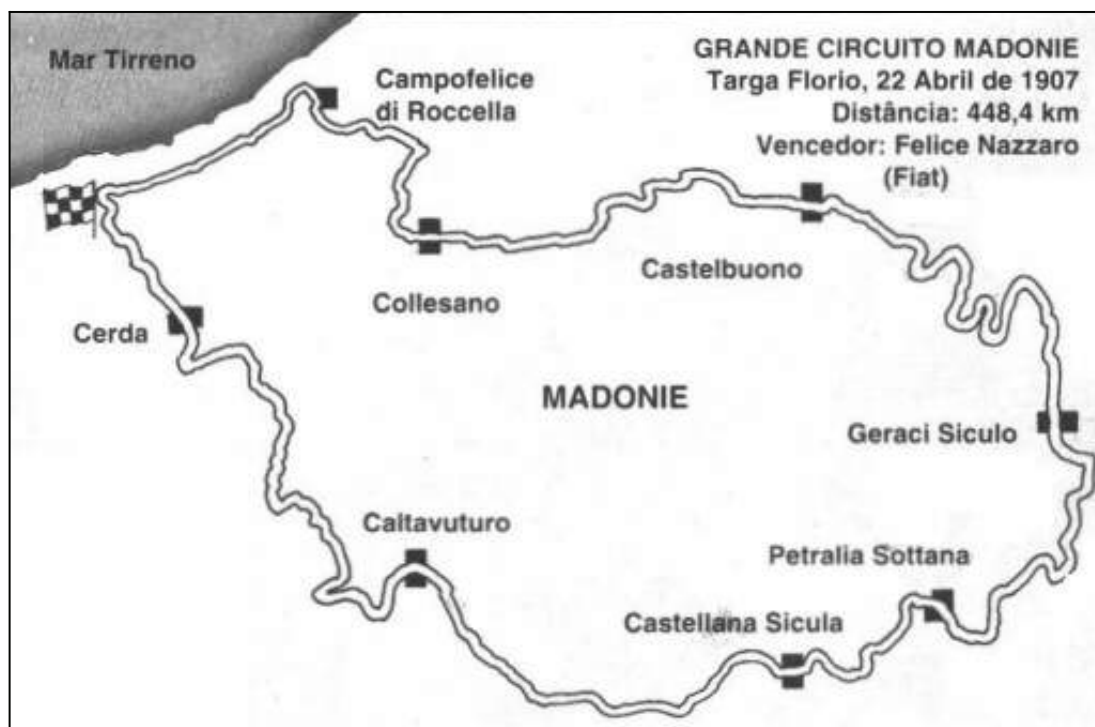 Mar Tirreno
Campofelice
di Roccella
GRANDE CIRCUITO MADONIE
Targa Florio, 22 Abril de 1907
Distância: 448,4 km
Vencedor: Felice Nazzaro
(Fiat)
Castelbuono
Collesano
Cerda
MADONIE
Geraci Siculo
Caltavuturo
Petralia Sottana
Castellana Sicula